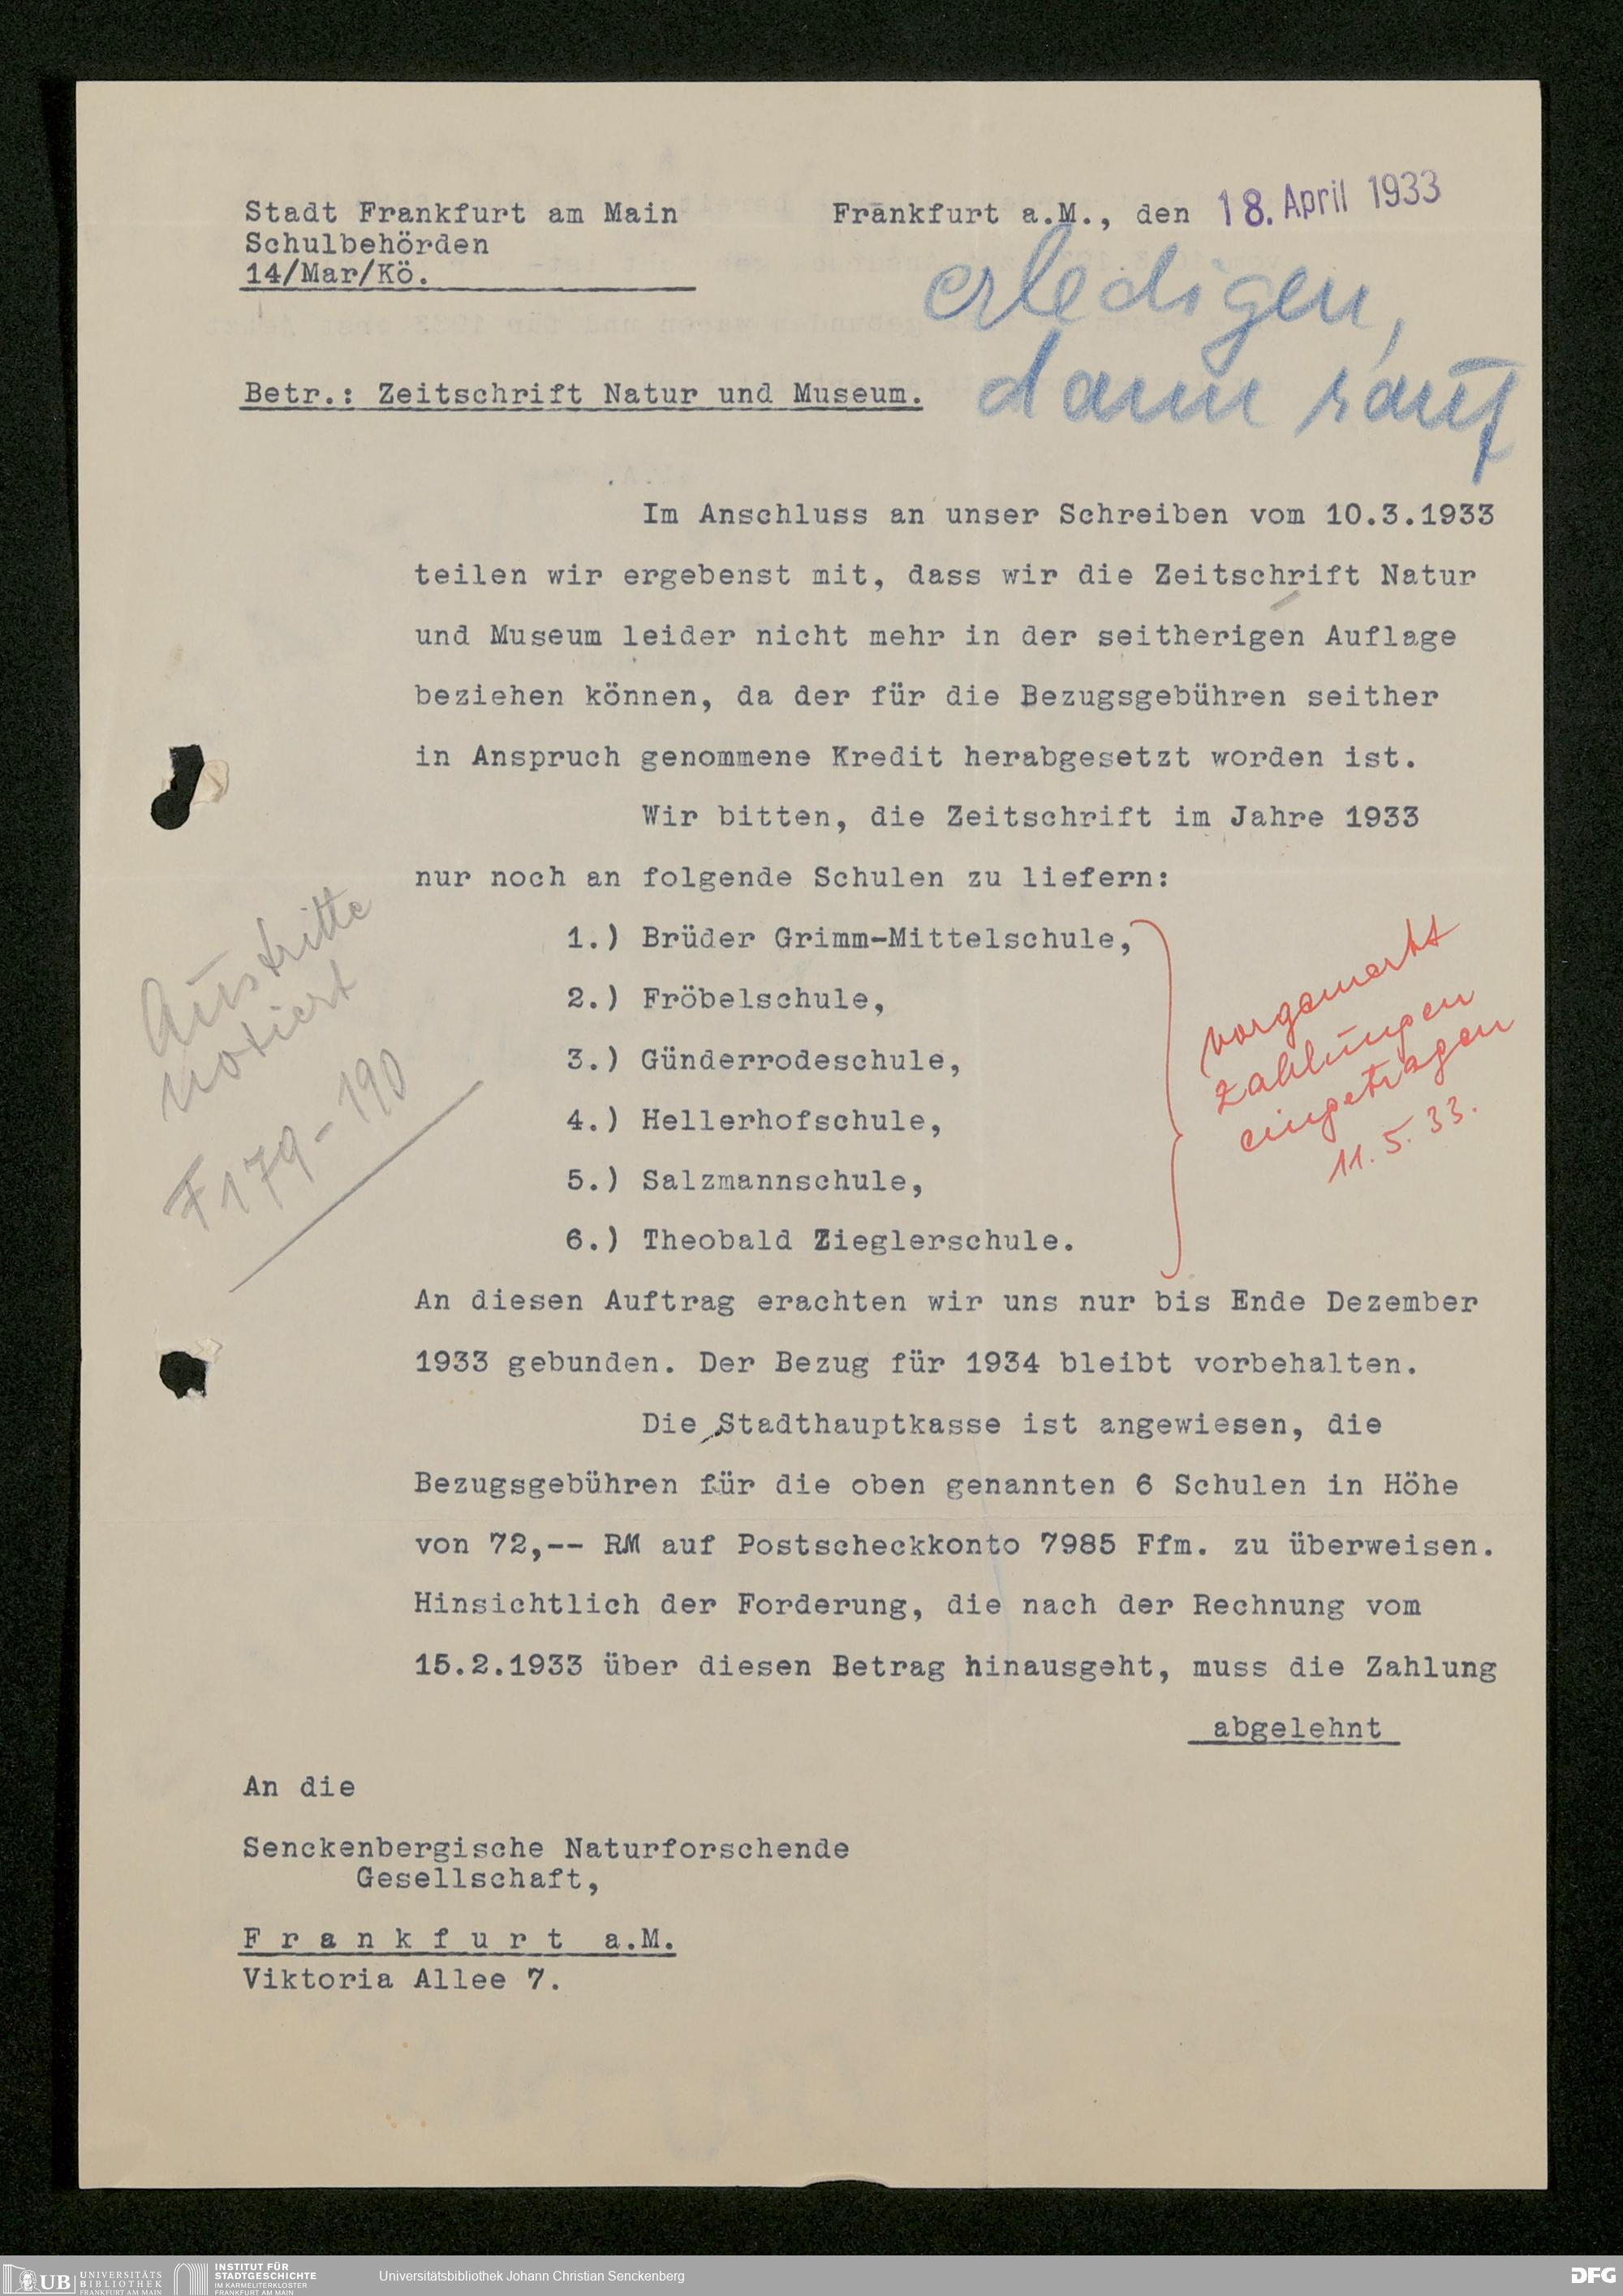 Stadt Frankfurt am Main
Schulbehörden
14/Mar/Kö.
Frankfurt a.M., den 18. April 1933
erledigen,
dann rauf
Betr.: Zeitschrift Natur und Museum.
Im Anschluss an unser Schreiben vom 10.3.1933
teilen wir ergebenst mit, dass wir die Zeitschrift Natur
und Museum leider nicht mehr in der seitherigen Auflage
beziehen können, da der für die Bezugsgebühren seither
in Anspruch genommene Kredit herabgesetzt worden ist.
Wir bitten, die Zeitschrift im Jahre 1933
nur noch an folgende Schulen zu liefern:
1.) Brüder Grimm-Mittelschule,
2.) Fröbelschule,
3.) Günderrodeschule,
4.) Hellerhofschule,
5.) Salzmannschule,
6.) Theobald Zieglerschule.
Austritte
notiert
F 179-190
vorgemerkt
Zahlungen
eingetragen
11.5.33.
An diesen Auftrag erachten wir uns nur bis Ende Dezember
1933 gebunden. Der Bezug für 1934 bleibt vorbehalten.
Die Stadthauptkasse ist angewiesen, die
Bezugsgebühren für die oben genannten 6 Schulen in Höhe
von 72,-- RM auf Postscheckkonto 7985 Ffm. zu überweisen.
Hinsichtlich der Forderung, die nach der Rechnung vom
15.2.1933 über diesen Betrag hinausgeht, muss die Zahlung
abgelehnt
An die
Senckenbergische Naturforschende
Gesellschaft,
F r a n k f u r t a.M.
Viktoria Allee 7.
UB UNIVERSITÄTS
BIBLIOTHEK
FRANKFURT AM MAIN
INSTITUT FÜR
STADTGESCHICHTE
IM KARMELITERKLOSTER
FRANKFURT AM MAIN
Universitätsbibliothek Johann Christian Senckenberg
DFG